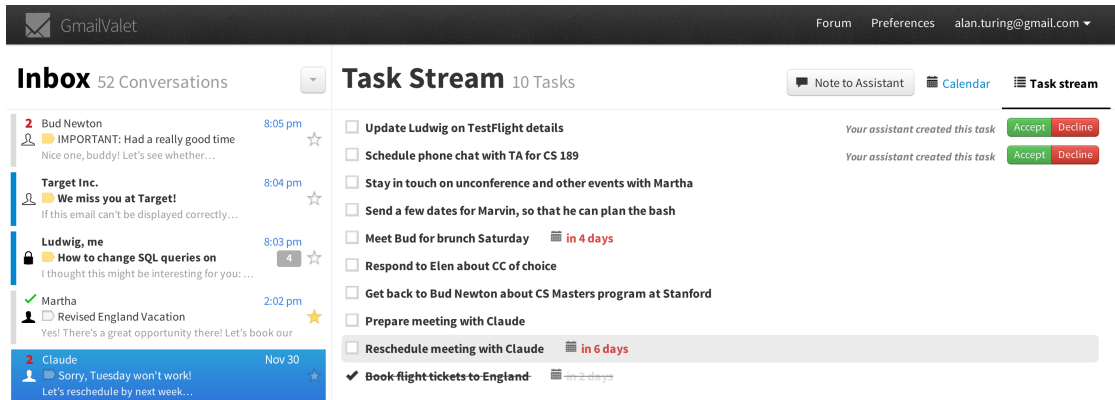 GmailValet
Forum Preferences alan.turing@gmail.com
Inbox 52 Conversations
2 Bud Newton 8:05 pm
IMPORTANT: Had a really good time
Nice one, buddy! Let's see whether…
Target Inc. 8:04 pm
We miss you at Target!
If this email can't be displayed correctly…
Ludwig, me 8:03 pm
How to change SQL queries on 4
I thought this might be interesting for you: …
Martha 2:02 pm
Revised England Vacation
Yes! There's a great opportunity there! Let's book our
2 Claude Nov 30
Sorry, Tuesday won't work!
Let's reschedule by next week…
Task Stream 10 Tasks
Note to Assistant Calendar Task stream
Update Ludwig on TestFlight details Your assistant created this task Accept Decline
Schedule phone chat with TA for CS 189 Your assistant created this task Accept Decline
Stay in touch on unconference and other events with Martha
Send a few dates for Marvin, so that he can plan the bash
Meet Bud for brunch Saturday in 4 days
Respond to Elen about CC of choice
Get back to Bud Newton about CS Masters program at Stanford
Prepare meeting with Claude
Reschedule meeting with Claude in 6 days
Book flight tickets to England in 2 days